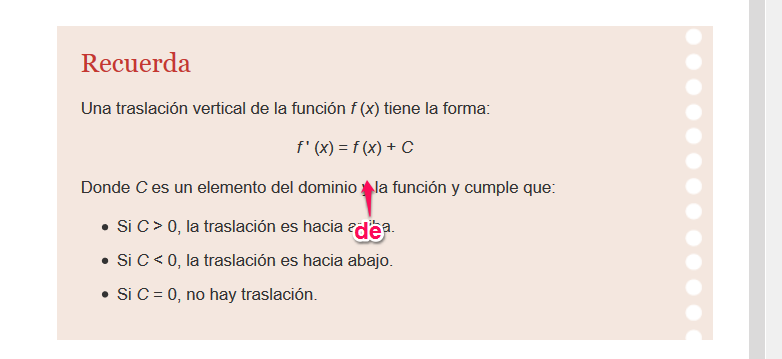 Recuerda
Una traslación vertical de la función f (x) tiene la forma:
f ' (x) = f (x) + C
Donde C es un elemento del dominio y la función y cumple que:
Si C > 0, la traslación es hacia arriba.
de
Si C < 0, la traslación es hacia abajo.
Si C = 0, no hay traslación.